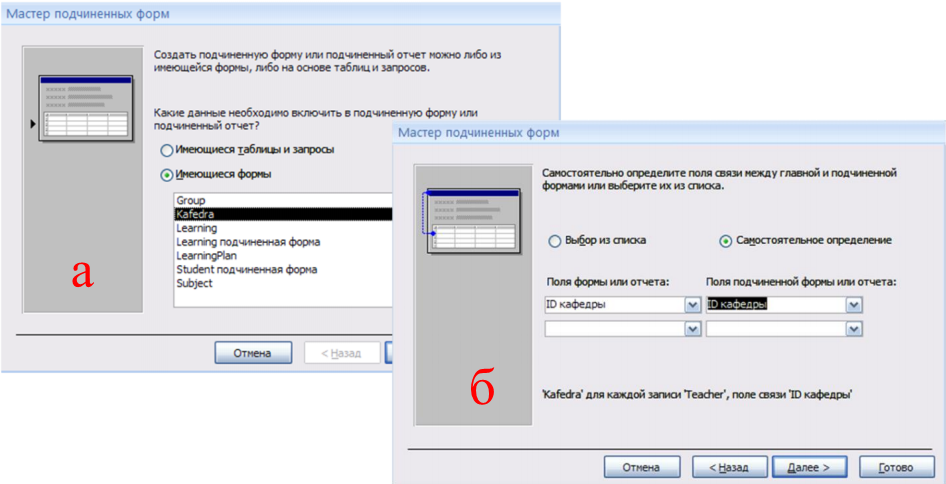 Мастер подчиненных форм
Создать подчиненную форму или подчиненный отчет можно либо из
имеющейся формы, либо на основе таблиц и запросов.
Какие данные необходимо включить в подчиненную форму или
подчиненный отчет?
Имеющиеся таблицы и запросы
Имеющиеся формы
Group
Kafedra
Learning
Learning подчиненная форма
LearningPlan
Student подчиненная форма
Subject
а
Отмена
< Назад
Мастер подчиненных форм
Самостоятельно определите поля связи между главной и подчиненной
формами или выберите их из списка.
Выбор из списка
Самостоятельное определение
Поля формы или отчета:
Поля подчиненной формы или отчета:
ID кафедры
ID кафедры
б
'Kafedra' для каждой записи 'Teacher', поле связи 'ID кафедры'
Отмена
< Назад
Далее >
Готово